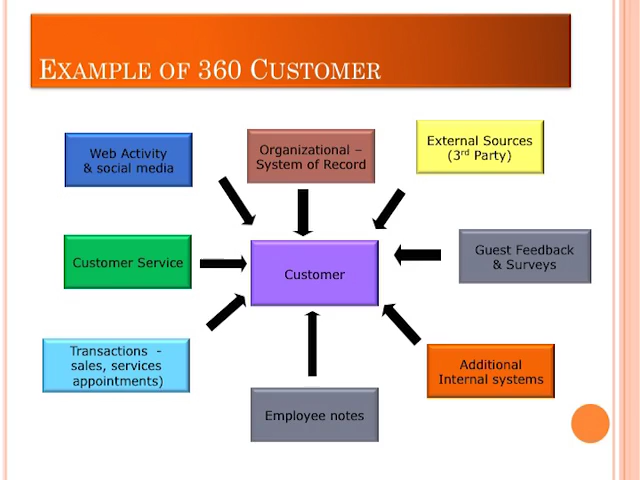 Example of 360 Customer
Web Activity
& social media
Organizational –
System of Record
External Sources
(3rd Party)
Customer Service
Customer
Guest Feedback
& Surveys
Transactions -
sales, services
appointments)
Employee notes
Additional
Internal systems